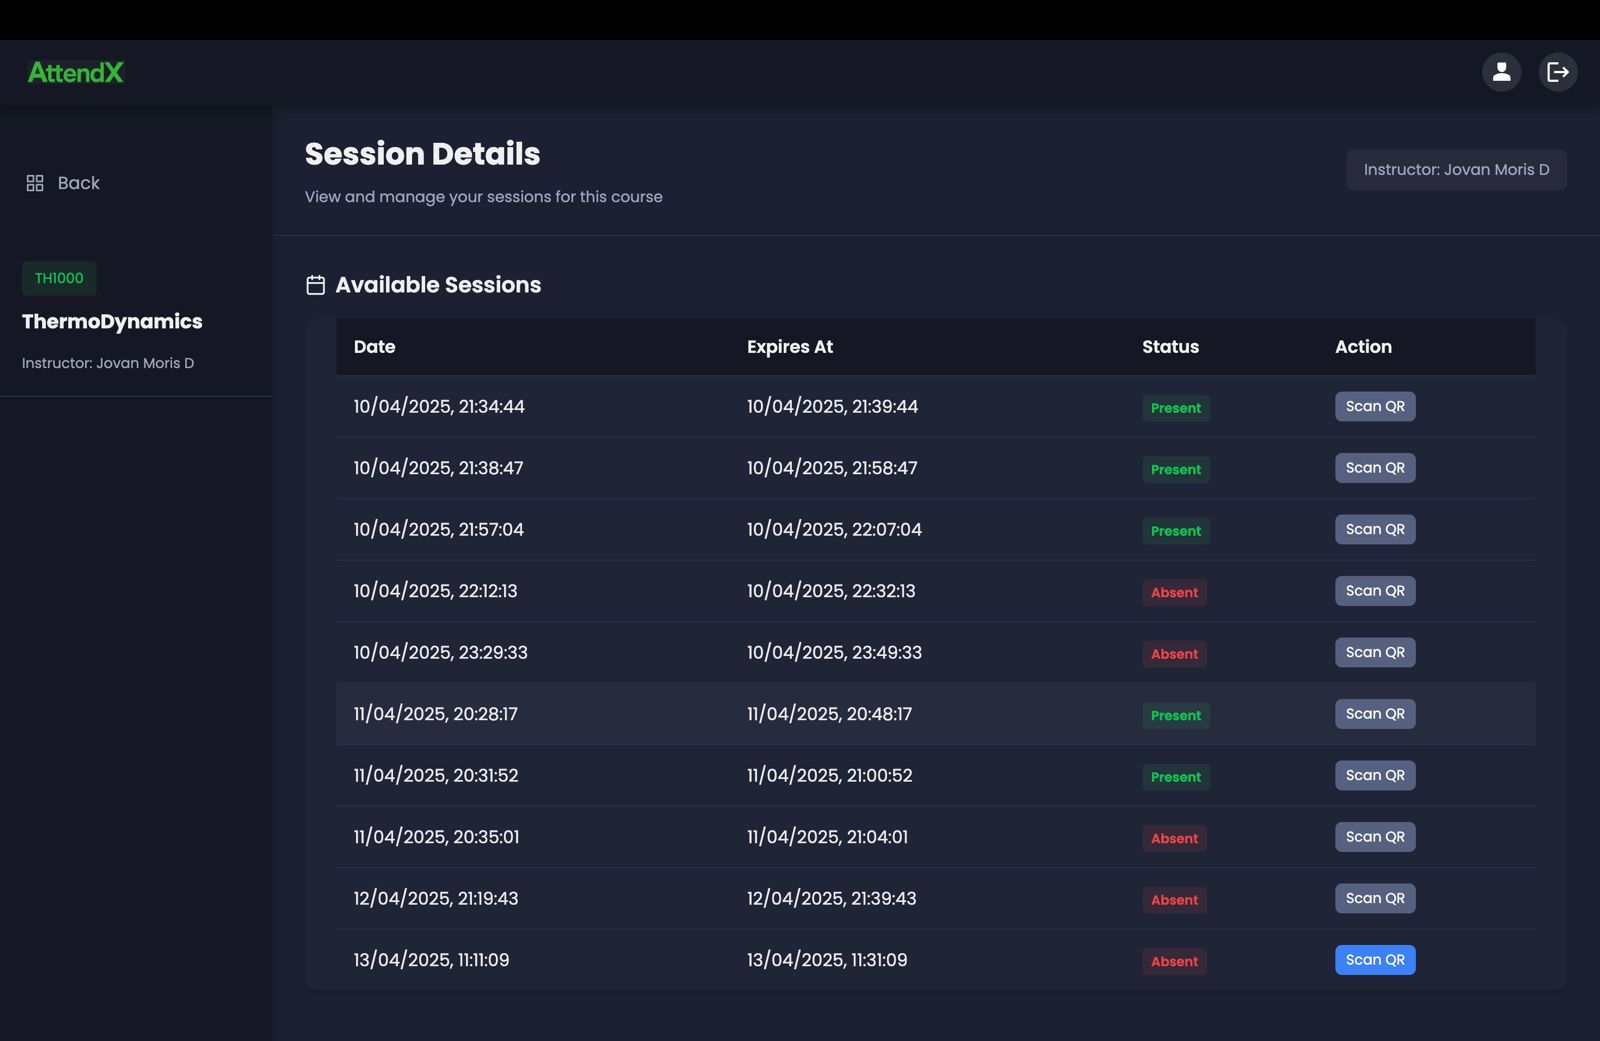 AttendX
Back
TH1000
ThermoDynamics
Instructor: Jovan Moris D
Session Details
View and manage your sessions for this course
Instructor: Jovan Moris D
Available Sessions
Date Expires At Status Action
10/04/2025, 21:34:44 10/04/2025, 21:39:44 Present Scan QR
10/04/2025, 21:38:47 10/04/2025, 21:58:47 Present Scan QR
10/04/2025, 21:57:04 10/04/2025, 22:07:04 Present Scan QR
10/04/2025, 22:12:13 10/04/2025, 22:32:13 Absent Scan QR
10/04/2025, 23:29:33 10/04/2025, 23:49:33 Absent Scan QR
11/04/2025, 20:28:17 11/04/2025, 20:48:17 Present Scan QR
11/04/2025, 20:31:52 11/04/2025, 21:00:52 Present Scan QR
11/04/2025, 20:35:01 11/04/2025, 21:04:01 Absent Scan QR
12/04/2025, 21:19:43 12/04/2025, 21:39:43 Absent Scan QR
13/04/2025, 11:11:09 13/04/2025, 11:31:09 Absent Scan QR